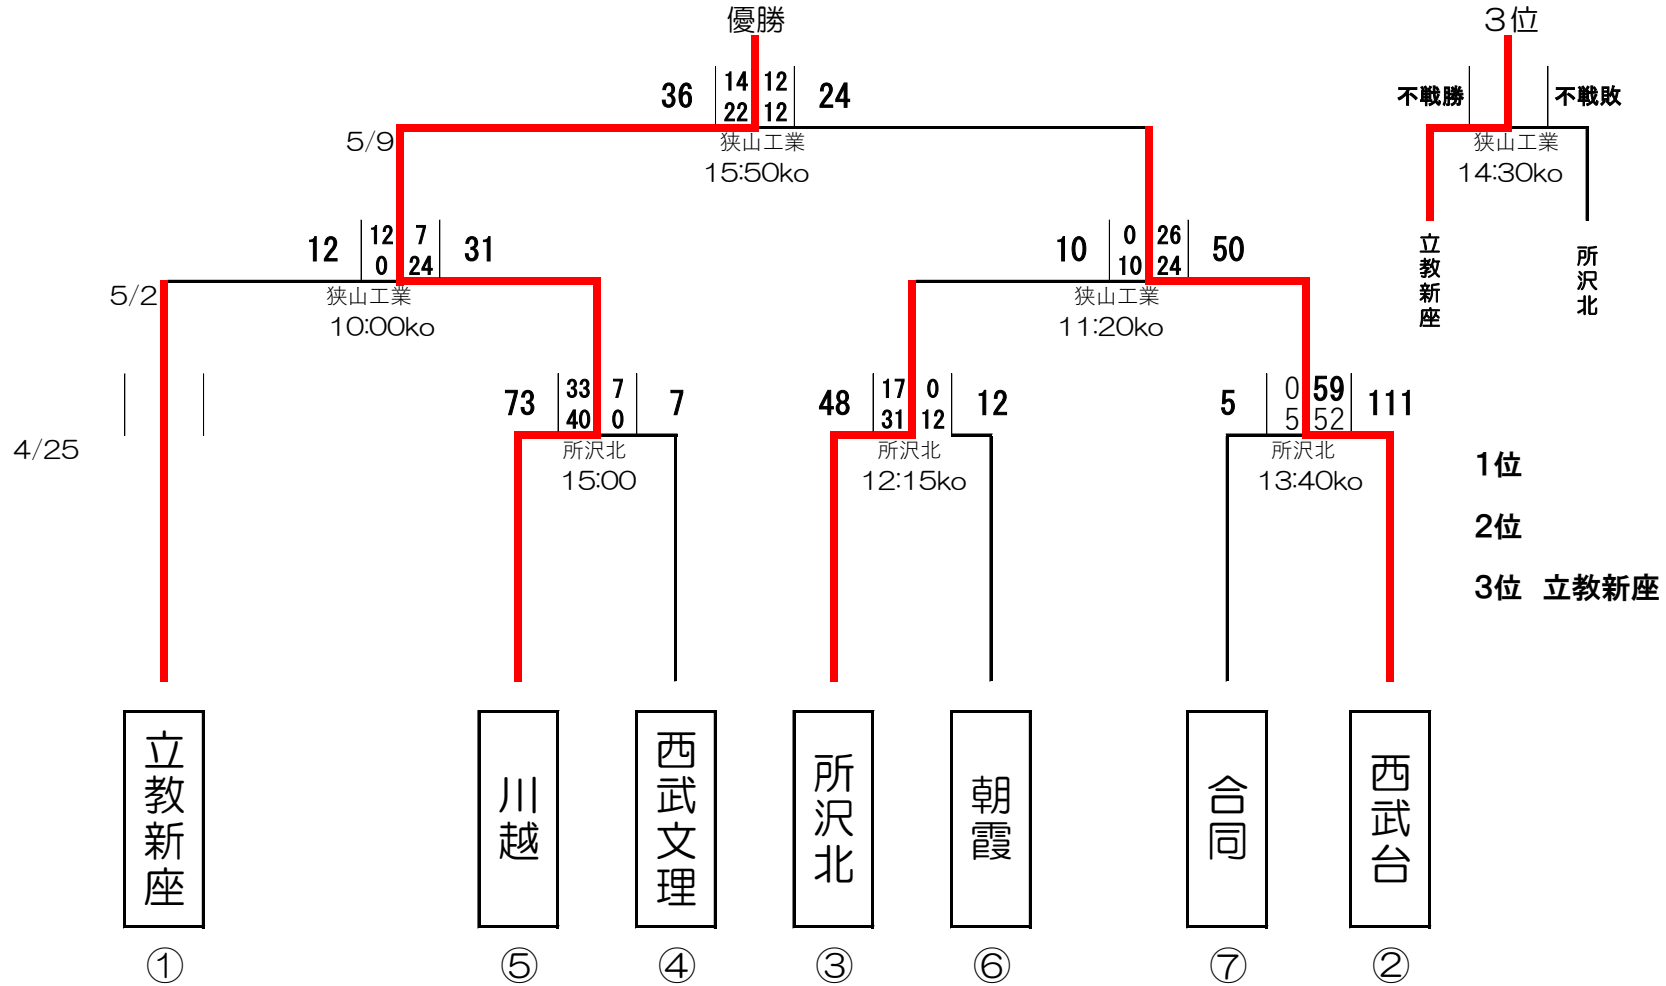 優勝
3位
36 14 12 24
22 12
不戦勝 不戦敗
5/9
狭山工業
15:50ko
狭山工業
14:30ko
12 12 7 31
0 24
10 0 26 50
10 24
立教新座
所沢北
5/2
狭山工業
10:00ko
狭山工業
11:20ko
73 33 7 7
40 0
48 17 0 12
31 12
5 0 59 111
5 52
4/25
所沢北
15:00
所沢北
12:15ko
所沢北
13:40ko
1位
2位
3位 立教新座
立教新座
川越
西武文理
所沢北
朝霞
合同
西武台
① ⑤ ④ ③ ⑥ ⑦ ②